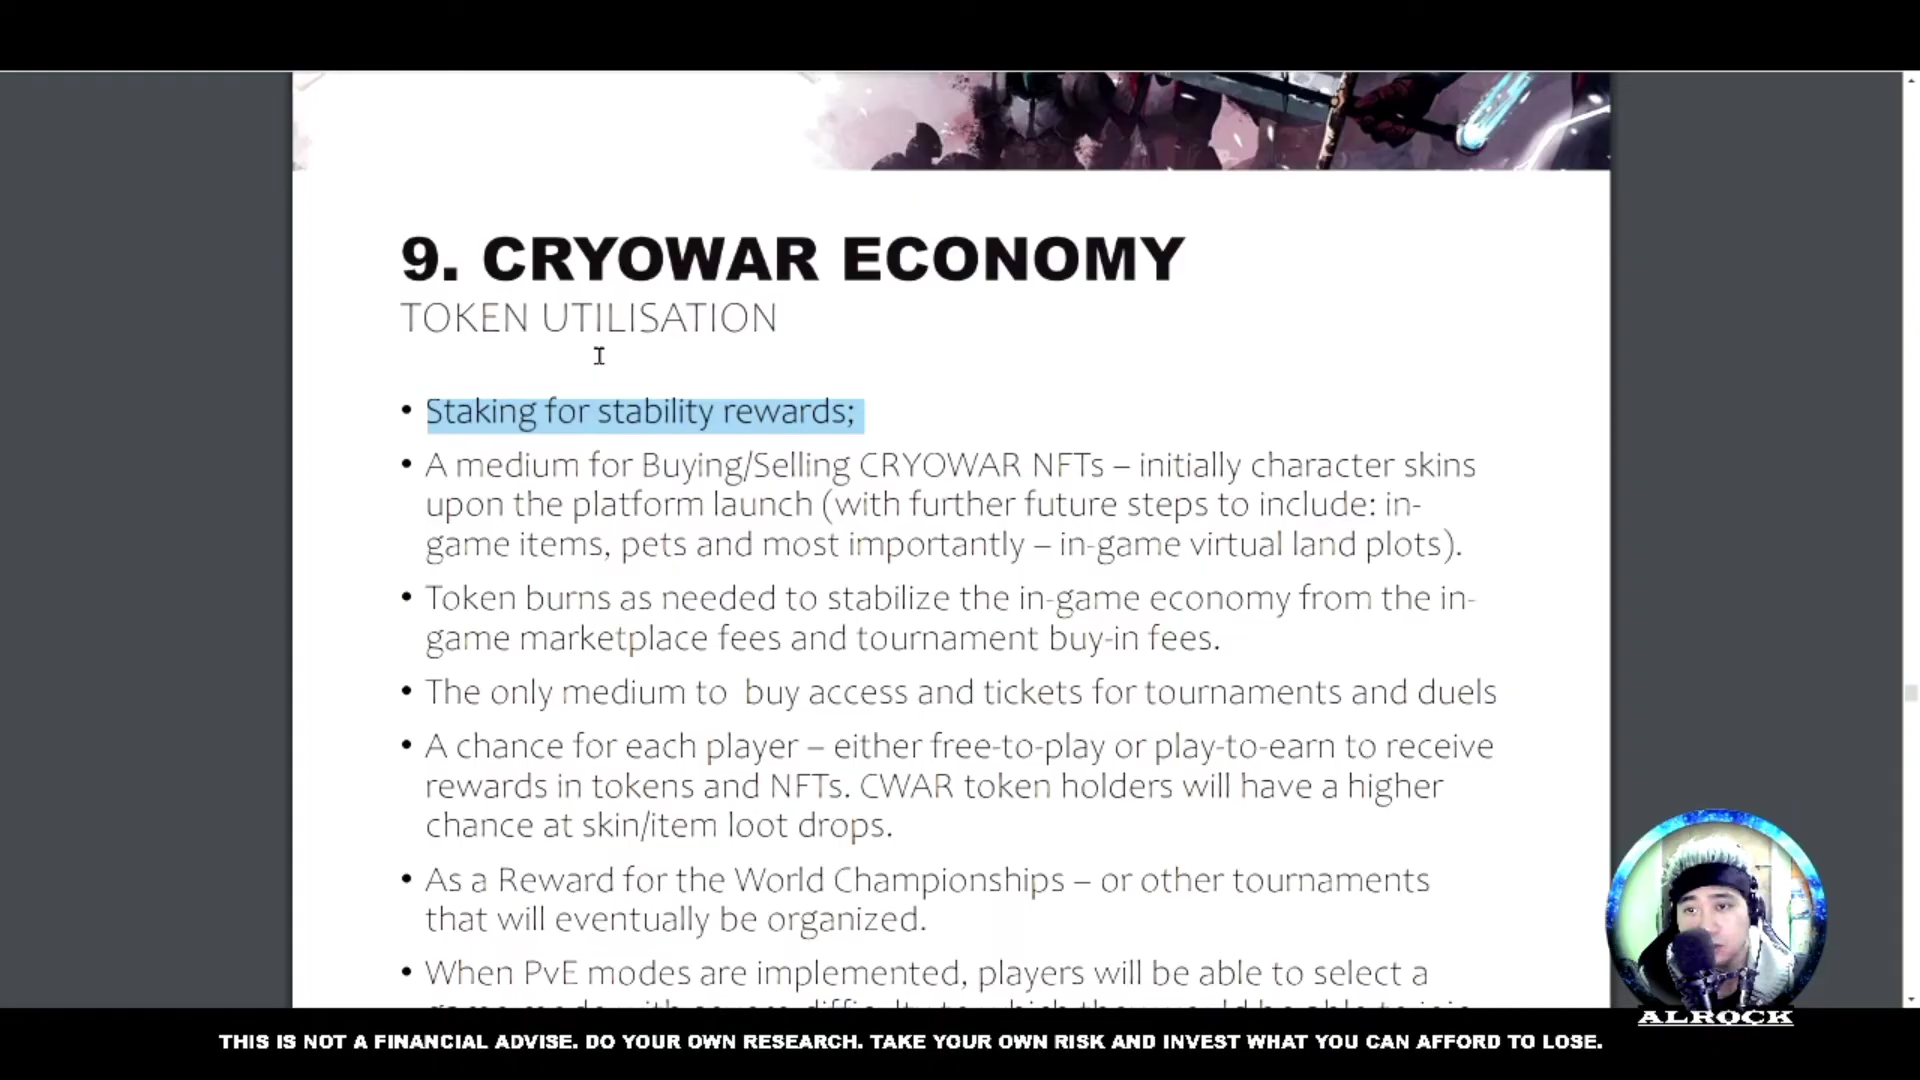 9. CRYOWAR ECONOMY
TOKEN UTILISATION
• Staking for stability rewards;
• A medium for Buying/Selling CRYOWAR NFTs – initially character skins
upon the platform launch (with further future steps to include: in-
game items, pets and most importantly – in-game virtual land plots).
• Token burns as needed to stabilize the in-game economy from the in-
game marketplace fees and tournament buy-in fees.
• The only medium to  buy access and tickets for tournaments and duels
• A chance for each player – either free-to-play or play-to-earn to receive
rewards in tokens and NFTs. CWAR token holders will have a higher
chance at skin/item loot drops.
• As a Reward for the World Championships – or other tournaments
that will eventually be organized.
• When PvE modes are implemented, players will be able to select a
ALROCK
THIS IS NOT A FINANCIAL ADVISE. DO YOUR OWN RESEARCH. TAKE YOUR OWN RISK AND INVEST WHAT YOU CAN AFFORD TO LOSE.